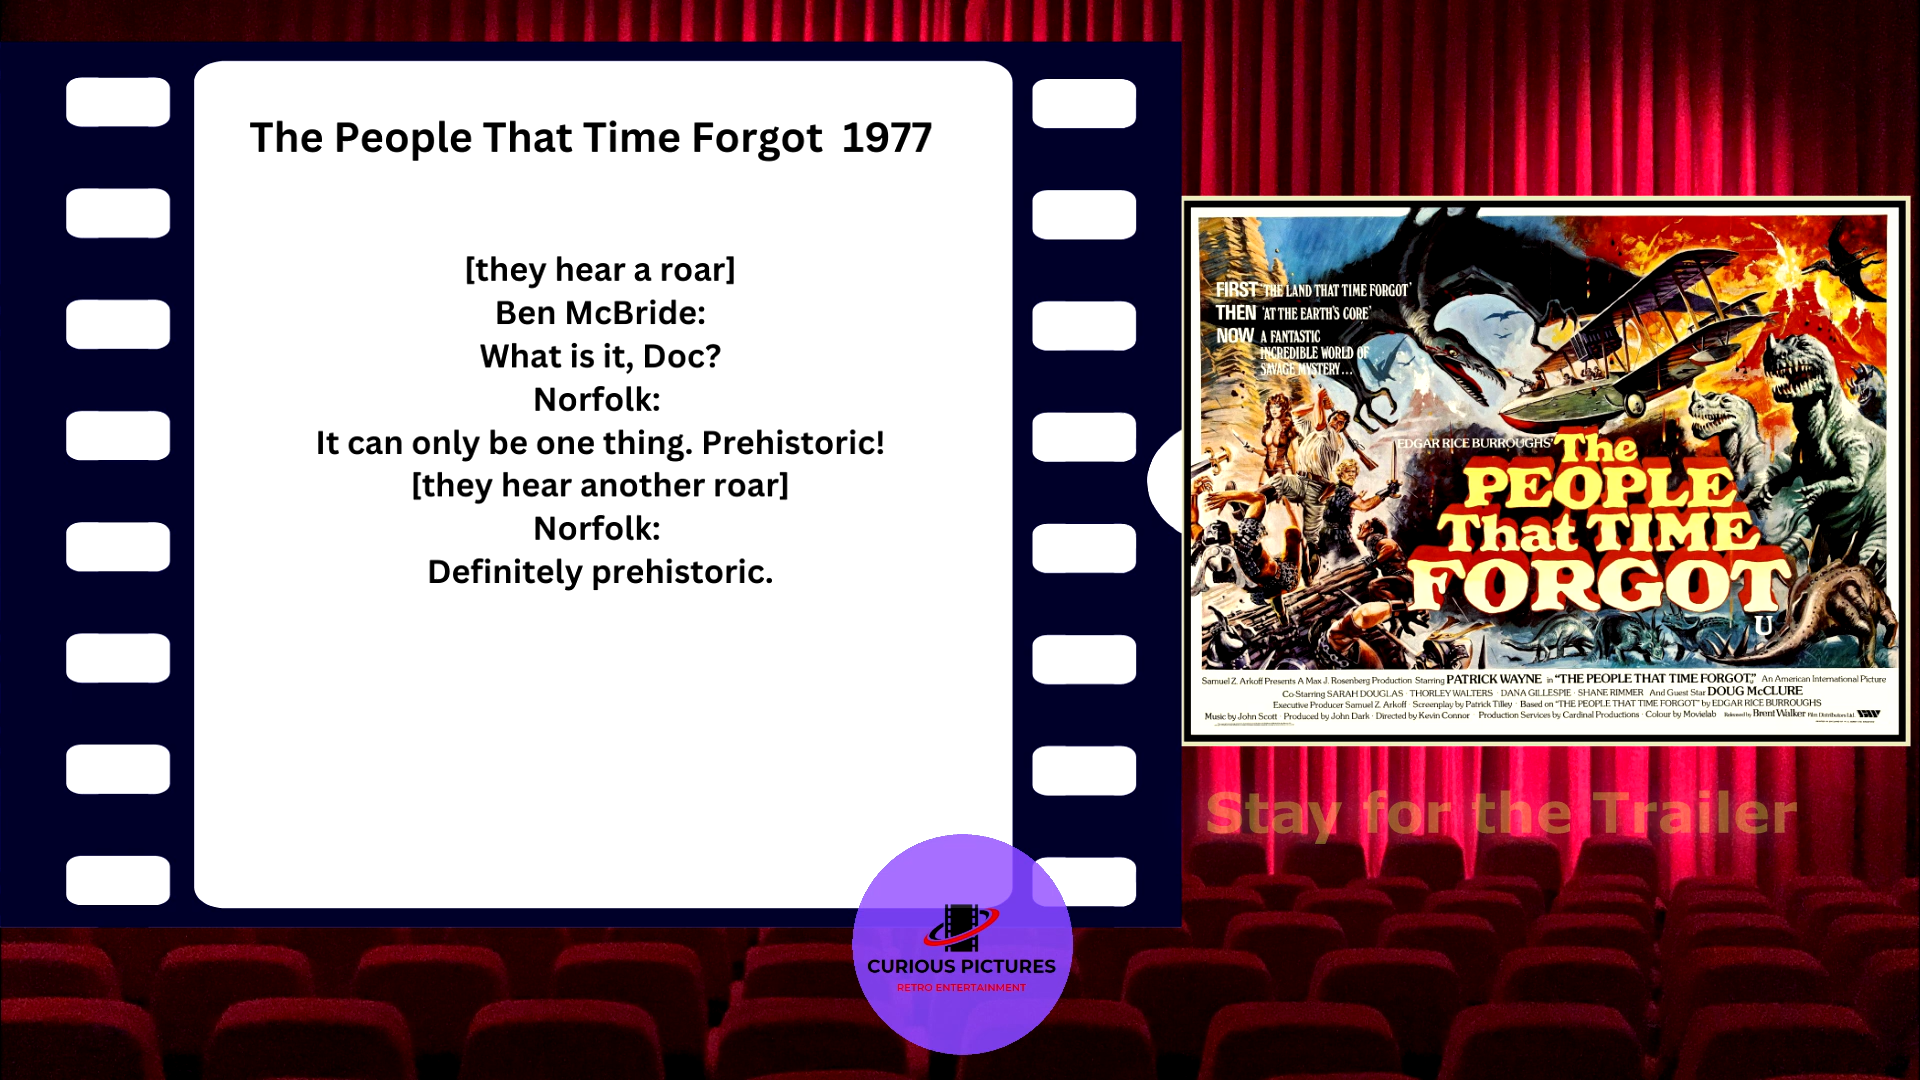 The People That Time Forgot 1977
[they hear a roar]
Ben McBride:
What is it, Doc?
Norfolk:
It can only be one thing. Prehistoric!
[they hear another roar]
Norfolk:
Definitely prehistoric.
FIRST 'THE LAND THAT TIME FORGOT'
THEN 'AT THE EARTH'S CORE'
NOW A FANTASTIC
INCREDIBLE WORLD OF
SAVAGE MYSTERY...
EDGAR RICE BURROUGHS'
The
PEOPLE
That TIME
FORGOT
U
Samuel Z. Arkoff Presents A Max J. Rosenberg Production Starring PATRICK WAYNE in "THE PEOPLE THAT TIME FORGOT," An American International Picture
Co-Starring SARAH DOUGLAS · THORLEY WALTERS · DANA GILLESPIE · SHANE RIMMER And Guest Star DOUG McCLURE
Executive Producer Samuel Z. Arkoff · Screenplay by Patrick Tilley · Based on "THE PEOPLE THAT TIME FORGOT" by EDGAR RICE BURROUGHS
Music by John Scott · Produced by John Dark · Directed by Kevin Connor Production Services by Cardinal Productions · Colour by Movielab Released by Brent Walker Film Distributors Ltd
Stay for the Trailer
CURIOUS PICTURES
RETRO ENTERTAINMENT